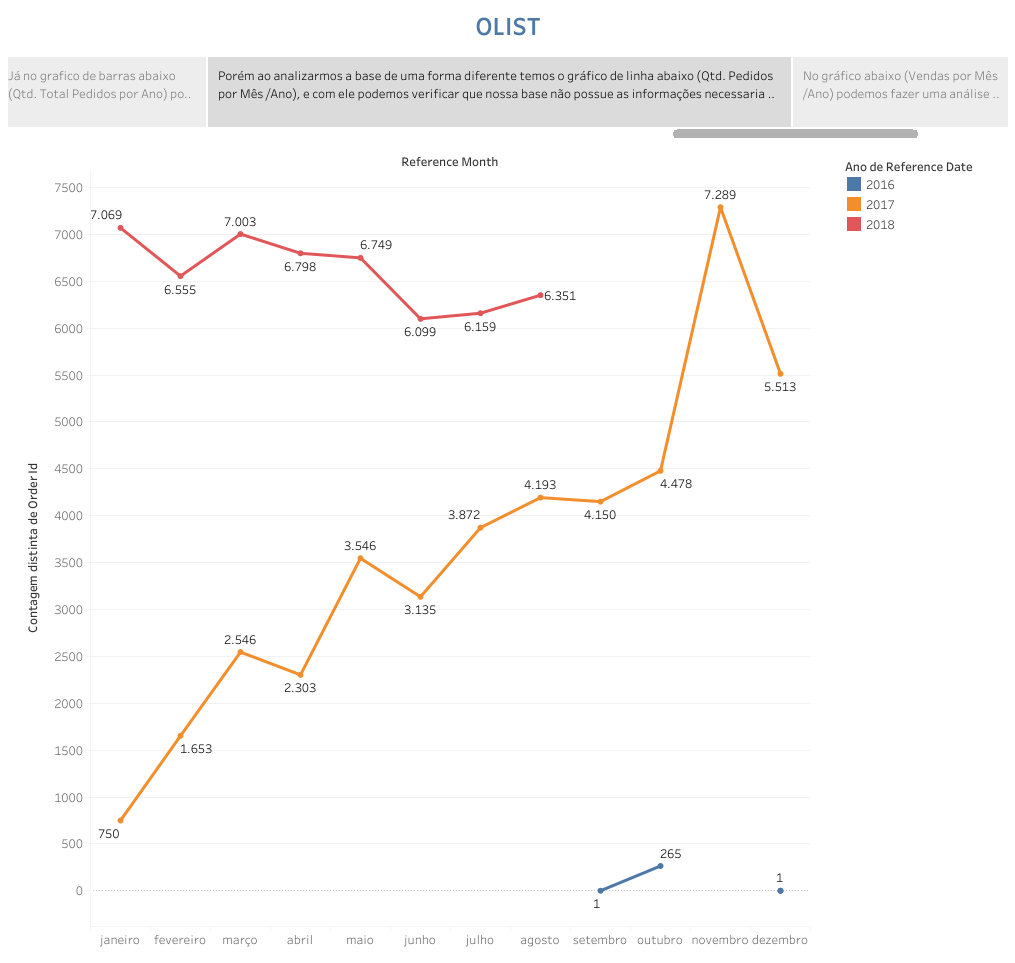 OLIST
Já no grafico de barras abaixo
(Qtd. Total Pedidos por Ano) po..
Porém ao analizarmos a base de uma forma diferente temos o gráfico de linha abaixo (Qtd. Pedidos
por Mês /Ano), e com ele podemos verificar que nossa base não possue as informações necessaria ..
No gráfico abaixo (Vendas por Mês
/Ano) podemos fazer uma análise ..
Reference Month
Ano de Reference Date
2016
2017
2018
Contagem distinta de Order Id
7500
7000
6500
6000
5500
5000
4500
4000
3500
3000
2500
2000
1500
1000
500
0
7.069
6.555
7.003
6.798
6.749
6.099
6.159
6.351
750
1.653
2.546
2.303
3.546
3.135
3.872
4.193
4.150
4.478
7.289
5.513
1
265
1
janeiro
fevereiro
março
abril
maio
junho
julho
agosto
setembro
outubro
novembro
dezembro